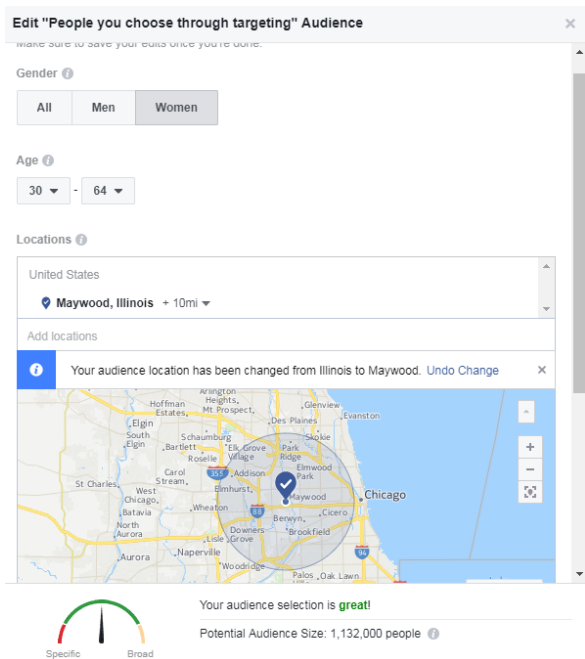 Edit "People you choose through targeting" Audience
Make sure to save your edits once you're done.
Gender
All Men Women
Age
30 - 64
Locations
United States
Maywood, Illinois + 10mi
Add locations
Your audience location has been changed from Illinois to Maywood. Undo Change
Arlington
Heights,
Hoffman
Estates,
Mt Prospect,
Glenview
Evanston
Elgin
Des Plaines
South
Elgin
Schaumburg
Skokie
Bartlett
Elk Grove
Village
Park
Ridge
Roselle
Carol
Stream,
355
Addison
Elmwood
Park
St Charles,
West
Chicago,
Elmhurst,
Maywood
Chicago
Batavia
Wheaton
88
Berwyn,
Cicero
North
Aurora
Downers
Grove
Brookfield
Lisle
Aurora
Naperville
94
Woodridge
Palos
Oak Lawn
Specific
Broad
Your audience selection is great!
Potential Audience Size: 1,132,000 people